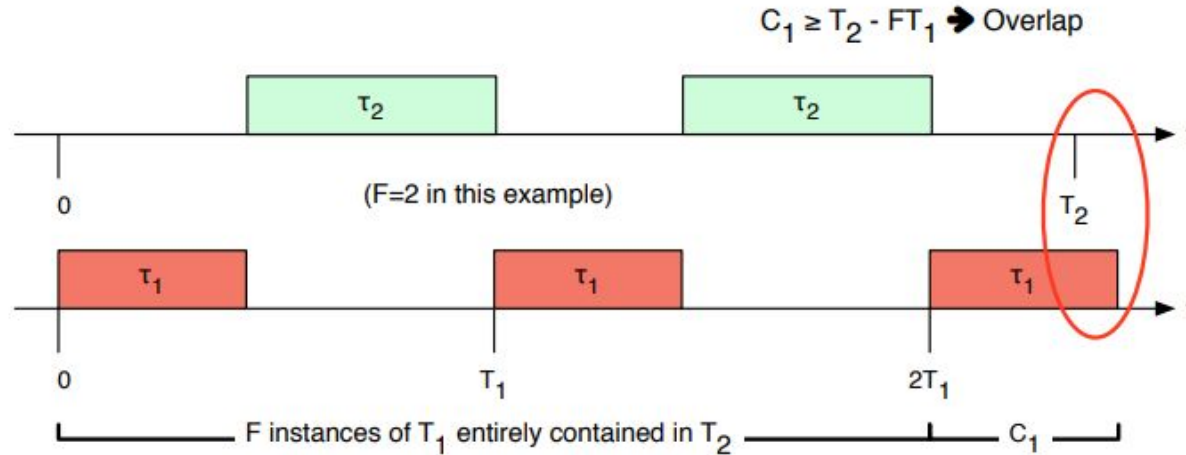 C₁ ≥ T₂ - FT₁ ➔ Overlap
τ₂ τ₂
0 (F=2 in this example) T₂
τ₁ τ₁ τ₁
0 T₁ 2T₁
F instances of T₁ entirely contained in T₂ C₁